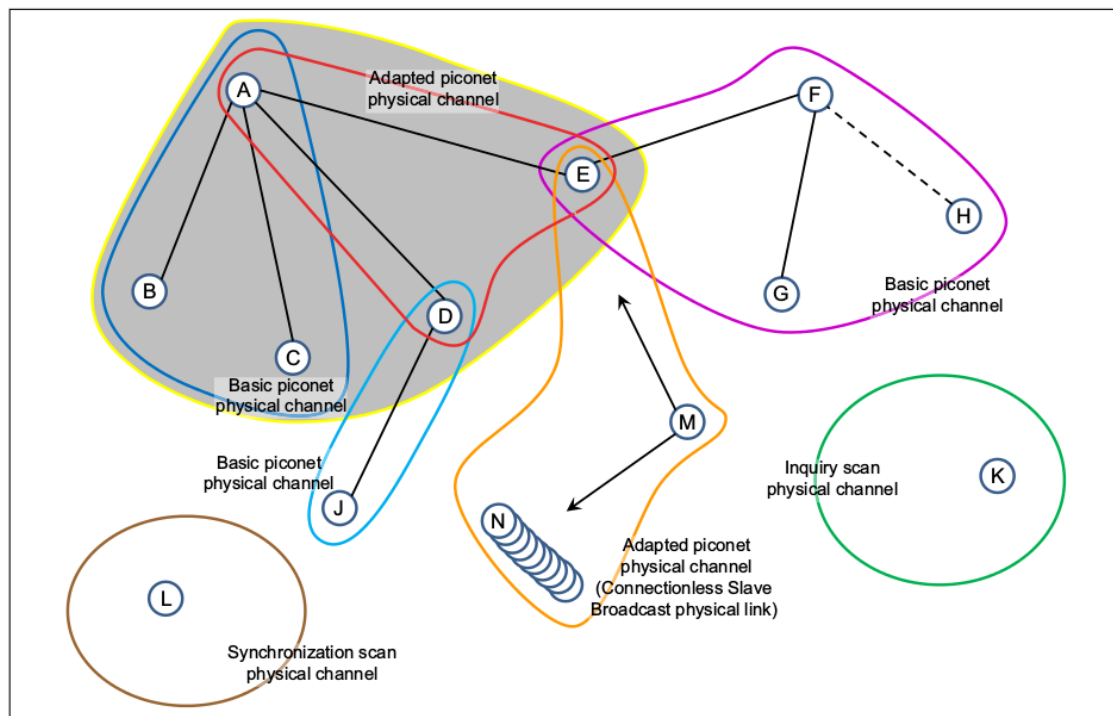 A
Adapted piconet
physical channel
F
E
H
B
G
Basic piconet
physical channel
D
C
Basic piconet
physical channel
M
Basic piconet
physical channel
Inquiry scan
physical channel
K
J
N
Adapted piconet
physical channel
(Connectionless Slave
Broadcast physical link)
L
Synchronization scan
physical channel